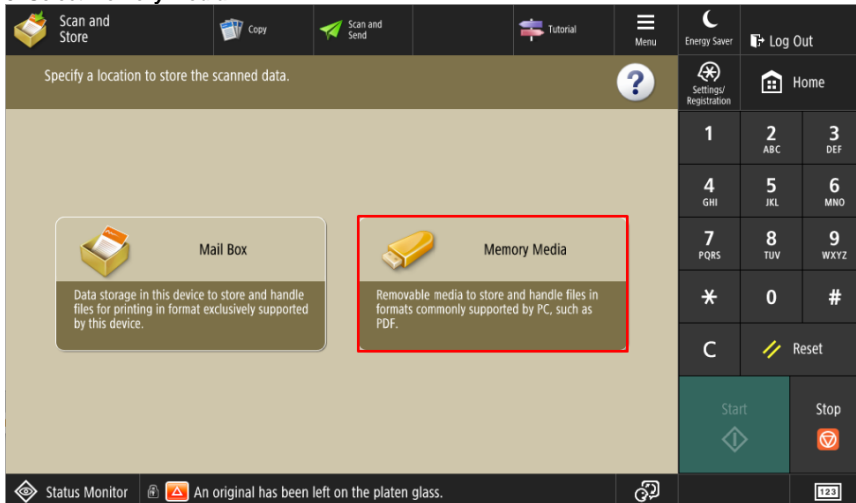 Scan and
Store
Copy
Scan and
Send
Tutorial
Menu
Energy Saver
Log Out
Specify a location to store the scanned data.
?
Settings/
Registration
Home
1
2
ABC
3
DEF
4
GHI
5
JKL
6
MNO
7
PQRS
8
TUV
9
WXYZ
*
0
#
C
Reset
Mail Box
Data storage in this device to store and handle
files for printing in format exclusively supported
by this device.
Memory Media
Removable media to store and handle files in
formats commonly supported by PC, such as
PDF.
Start
Stop
Status Monitor
An original has been left on the platen glass.
123